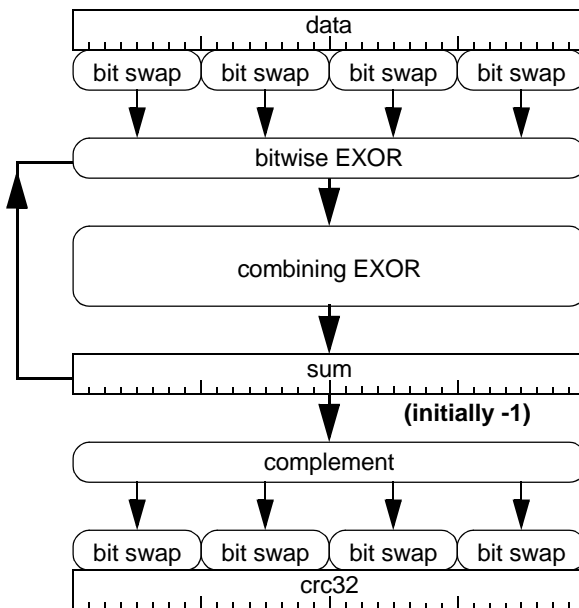 data
bit swap bit swap bit swap bit swap
bitwise EXOR
combining EXOR
sum
(initially -1)
complement
bit swap bit swap bit swap bit swap
crc32